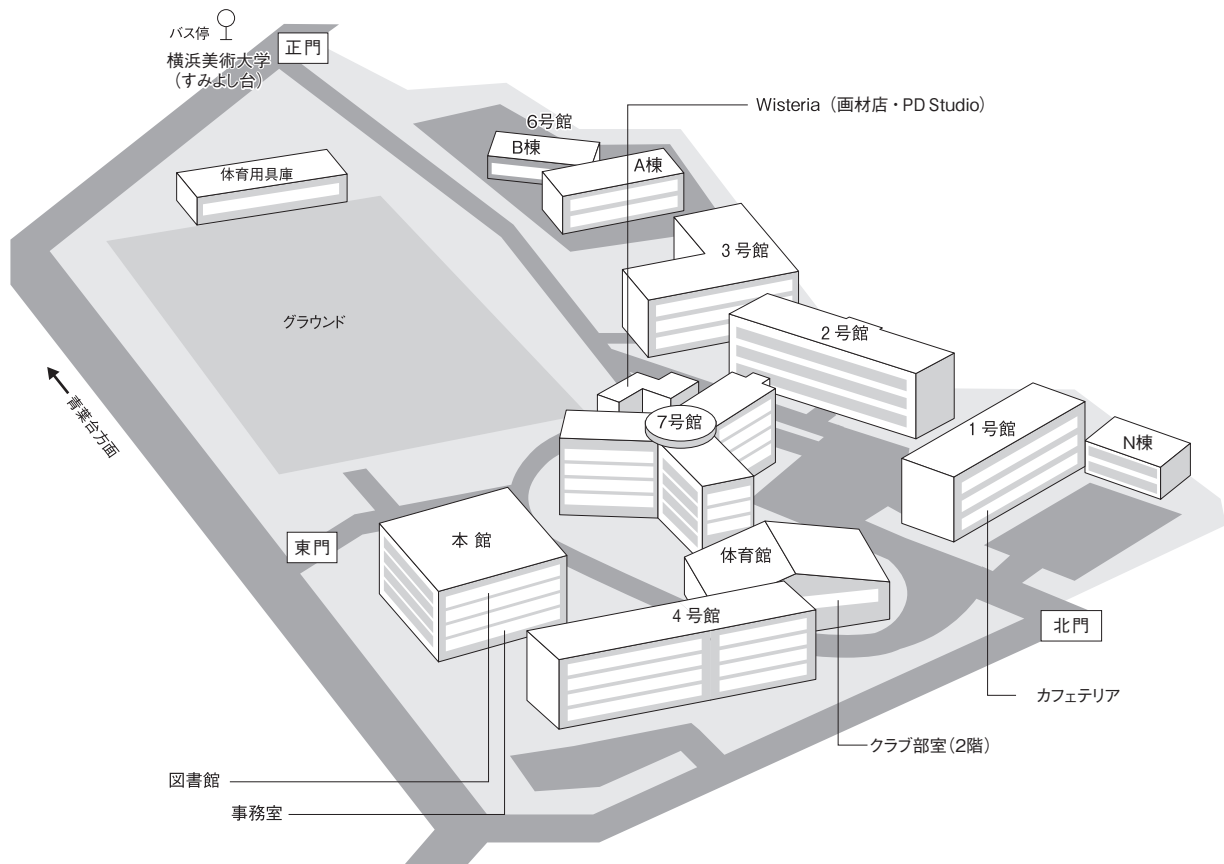 バス停
横浜美術大学
（すみよし台）
正門
Wisteria（画材店・PD Studio）
6号館
B棟
A棟
体育用具庫
3号館
グラウンド
2号館
青葉台方面
7号館
1号館
N棟
東門
本館
体育館
4号館
北門
カフェテリア
クラブ部室（2階）
図書館
事務室